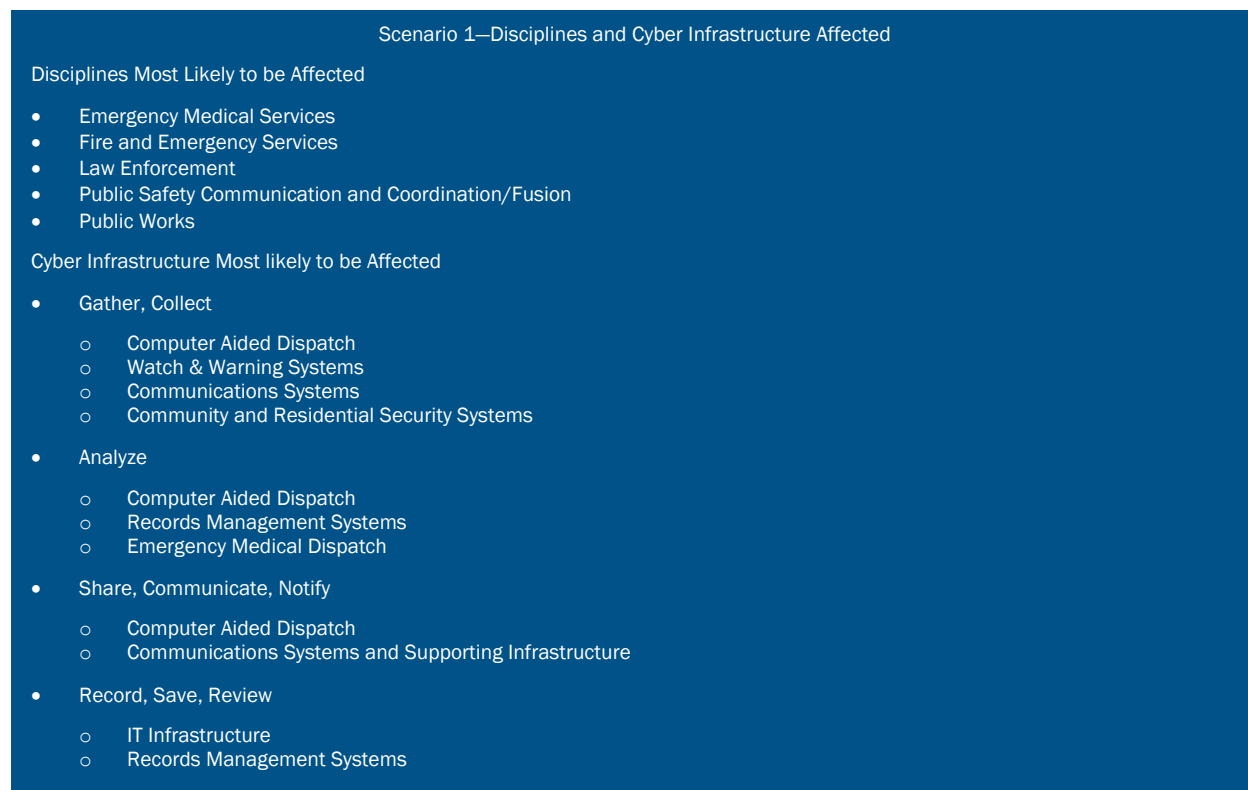 Scenario 1—Disciplines and Cyber Infrastructure Affected
Disciplines Most Likely to be Affected
• Emergency Medical Services
• Fire and Emergency Services
• Law Enforcement
• Public Safety Communication and Coordination/Fusion
• Public Works
Cyber Infrastructure Most likely to be Affected
• Gather, Collect
o Computer Aided Dispatch
o Watch & Warning Systems
o Communications Systems
o Community and Residential Security Systems
• Analyze
o Computer Aided Dispatch
o Records Management Systems
o Emergency Medical Dispatch
• Share, Communicate, Notify
o Computer Aided Dispatch
o Communications Systems and Supporting Infrastructure
• Record, Save, Review
o IT Infrastructure
o Records Management Systems